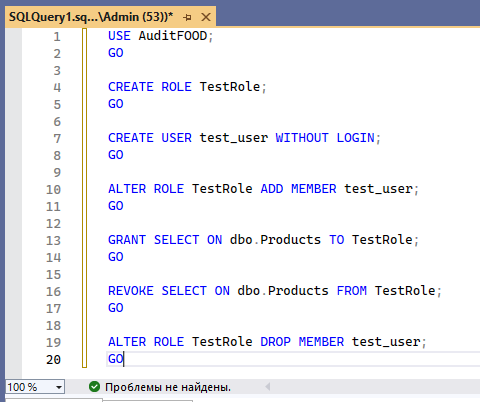 SQLQuery1.sq...\Admin (53))*
1 USE AuditFOOD;
2 GO
3
4 CREATE ROLE TestRole;
5 GO
6
7 CREATE USER test_user WITHOUT LOGIN;
8 GO
9
10 ALTER ROLE TestRole ADD MEMBER test_user;
11 GO
12
13 GRANT SELECT ON dbo.Products TO TestRole;
14 GO
15
16 REVOKE SELECT ON dbo.Products FROM TestRole;
17 GO
18
19 ALTER ROLE TestRole DROP MEMBER test_user;
20 GO
100 % Проблемы не найдены.